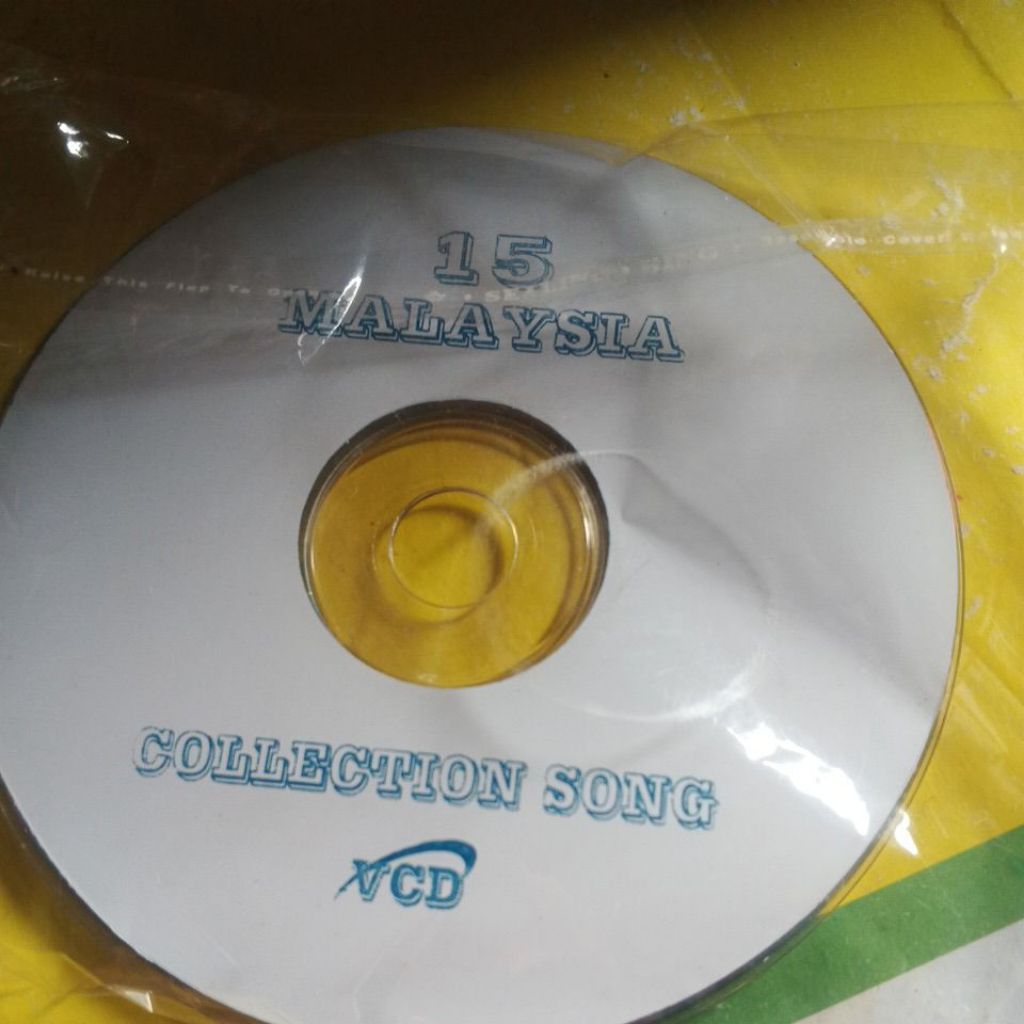 15
MALAYSIA
COLLECTION SONG
VCD